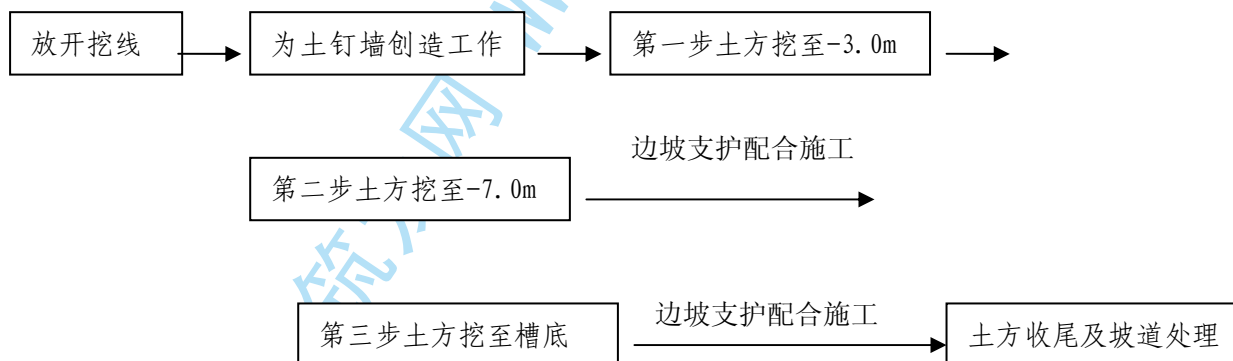 放开挖线
为土钉墙创造工作
第一步土方挖至-3.0m
边坡支护配合施工
第二步土方挖至-7.0m
边坡支护配合施工
第三步土方挖至槽底
土方收尾及坡道处理